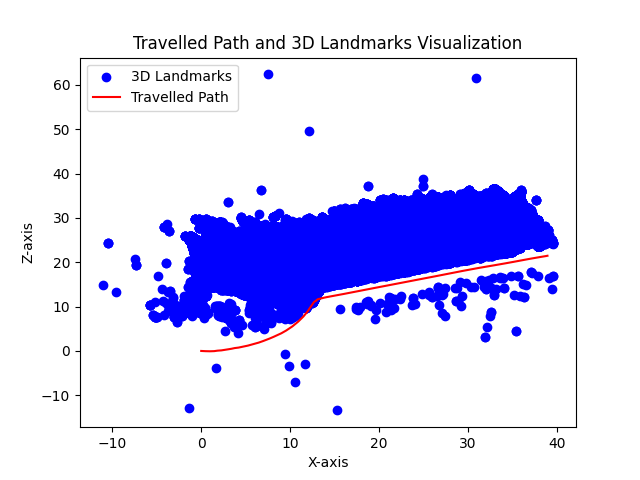 Travelled Path and 3D Landmarks Visualization
3D Landmarks
Travelled Path
60
50
40
30
20
10
0
−10
Z-axis
−10 0 10 20 30 40
X-axis